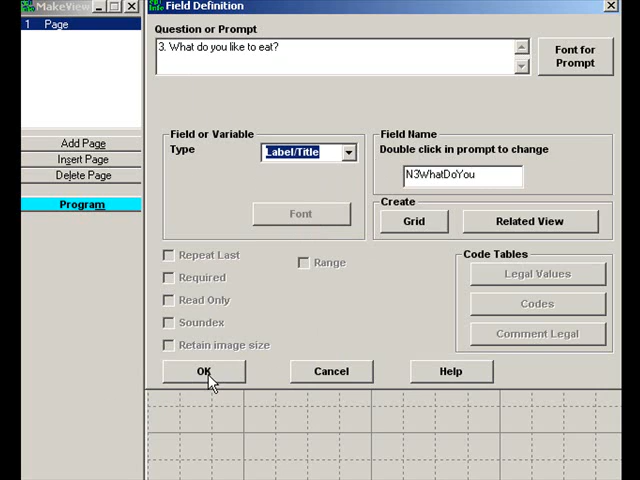 MakeView
1 Page
Add Page
Insert Page
Delete Page
Program
Field Definition
Question or Prompt
3. What do you like to eat?
Font for
Prompt
Field or Variable
Type
Label/Title
Font
Field Name
Double click in prompt to change
N3WhatDoYou
Create
Grid
Related View
Repeat Last
Range
Required
Read Only
Soundex
Retain image size
Code Tables
Legal Values
Codes
Comment Legal
OK
Cancel
Help